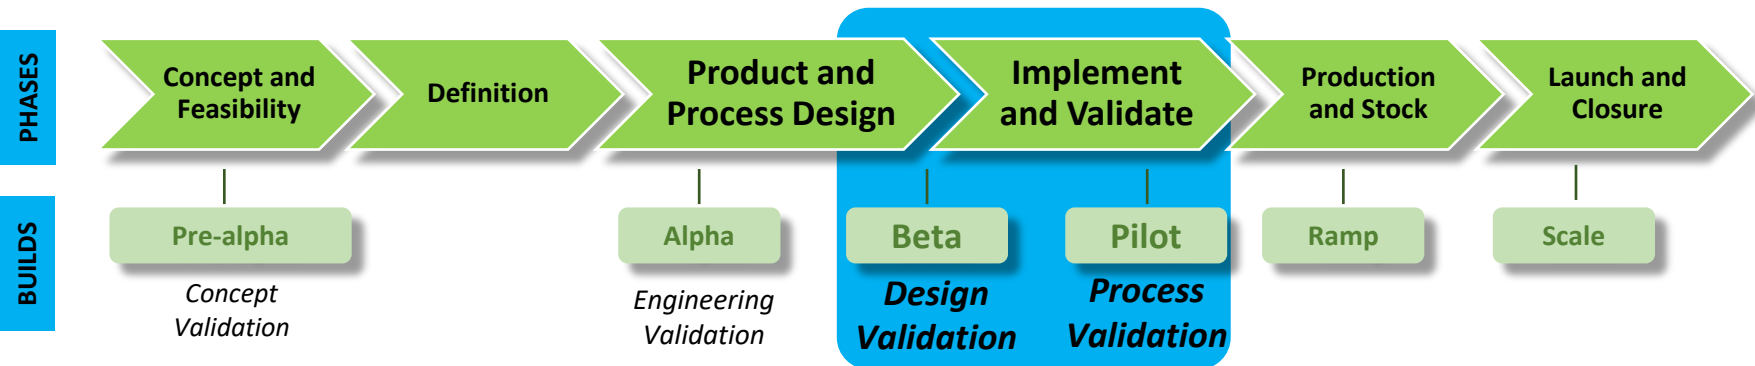 PHASES
Concept and
Feasibility
Definition
Product and
Process Design
Implement
and Validate
Production
and Stock
Launch and
Closure
BUILDS
Pre-alpha
Concept
Validation
Alpha
Engineering
Validation
Beta
Design
Validation
Pilot
Process
Validation
Ramp
Scale